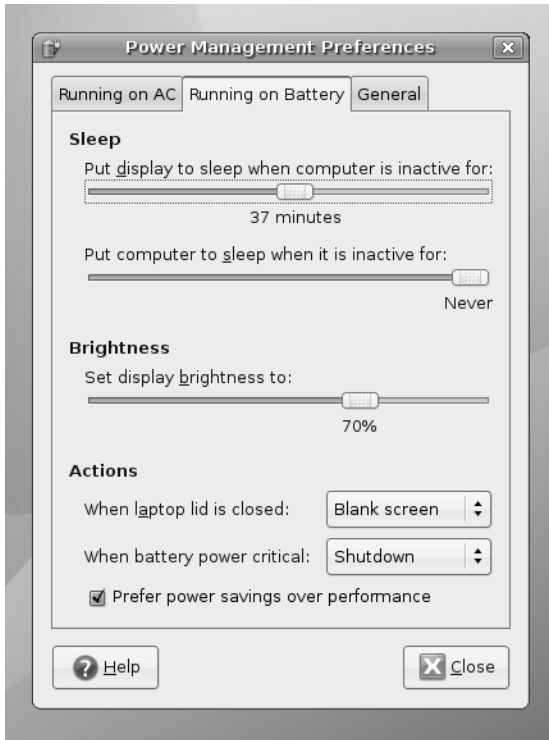 Power Management Preferences
Running on AC
Running on Battery
General
Sleep
Put display to sleep when computer is inactive for:
37 minutes
Put computer to sleep when it is inactive for:
Never
Brightness
Set display brightness to:
70%
Actions
When laptop lid is closed: Blank screen
When battery power critical: Shutdown
Prefer power savings over performance
Help
Close